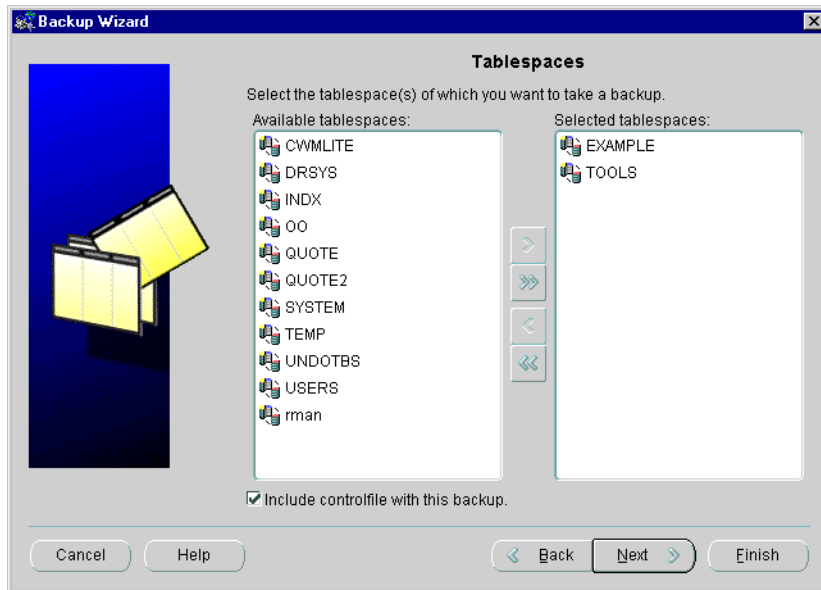 Backup Wizard
Tablespaces
Select the tablespace(s) of which you want to take a backup.
Available tablespaces:
CWMLITE
DRSYS
INDX
OO
QUOTE
QUOTE2
SYSTEM
TEMP
UNDOTBS
USERS
rman
Selected tablespaces:
EXAMPLE
TOOLS
Include controlfile with this backup.
Cancel
Help
Back
Next
Finish